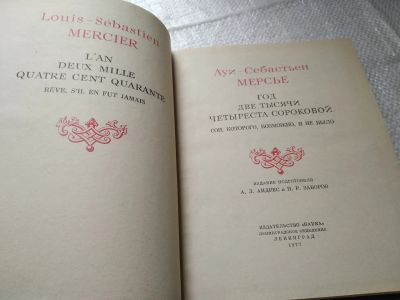 Louis-Sébastien
MERCIER
L'AN
DEUX MILLE
QUATRE CENT QUARANTE
RÊVE, S'IL EN FUT JAMAIS
Луи-Себастьен
МЕРСЬЕ
ГОД
ДВЕ ТЫСЯЧИ
ЧЕТЫРЕСТА СОРОКОВОЙ
СОН, КОТОРОГО, ВОЗМОЖНО, И НЕ БЫЛО
ИЗДАНИЕ ПОДГОТОВИЛИ
А. Л. АНДРЕС и П. Р. ЗАБОРОВ
ИЗДАТЕЛЬСТВО «НАУКА»
ЛЕНИНГРАДСКОЕ ОТДЕЛЕНИЕ
ЛЕНИНГРАД
1977